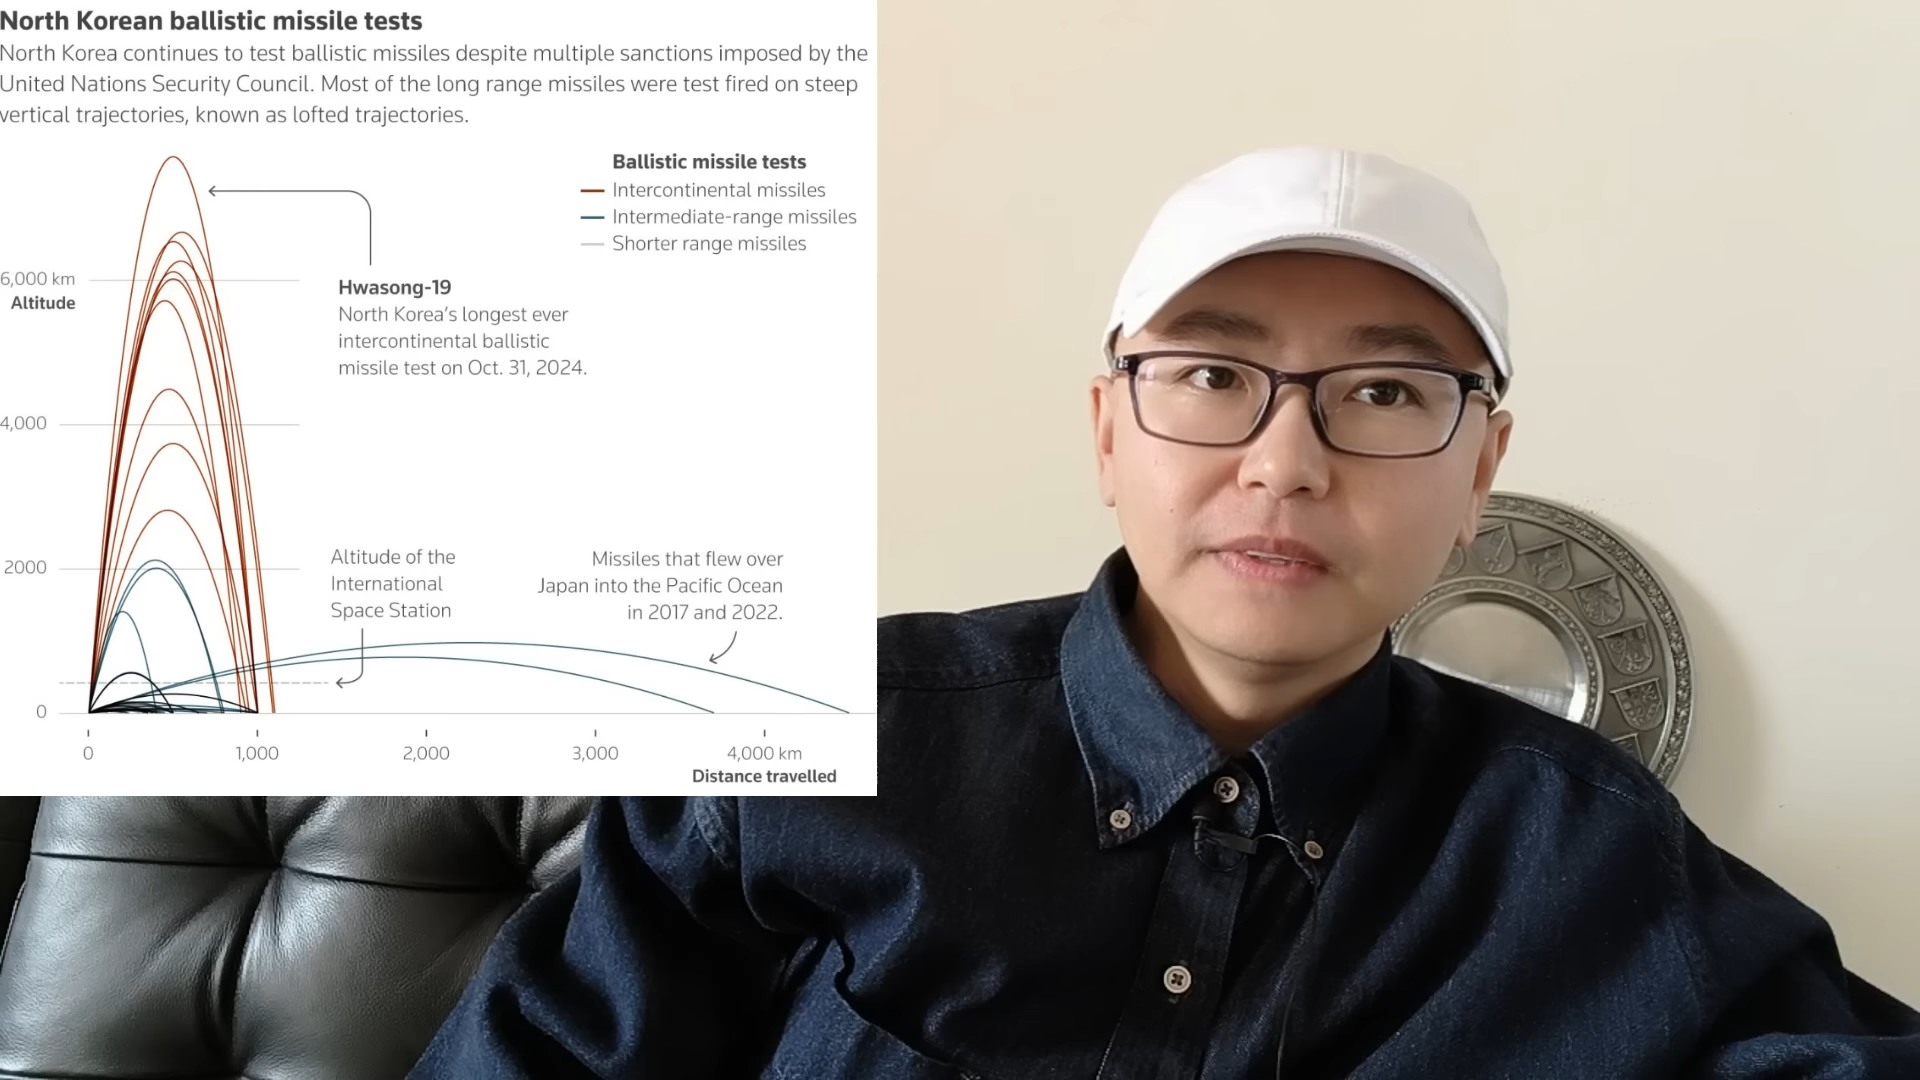 North Korean ballistic missile tests
North Korea continues to test ballistic missiles despite multiple sanctions imposed by the
United Nations Security Council. Most of the long range missiles were test fired on steep
vertical trajectories, known as lofted trajectories.
Ballistic missile tests
Intercontinental missiles
Intermediate-range missiles
Shorter range missiles
6,000 km
Altitude
Hwasong-19
North Korea's longest ever
intercontinental ballistic
missile test on Oct. 31, 2024.
4,000
2000
Altitude of the
International
Space Station
Missiles that flew over
Japan into the Pacific Ocean
in 2017 and 2022.
0
0
1,000
2,000
3,000
4,000 km
Distance travelled